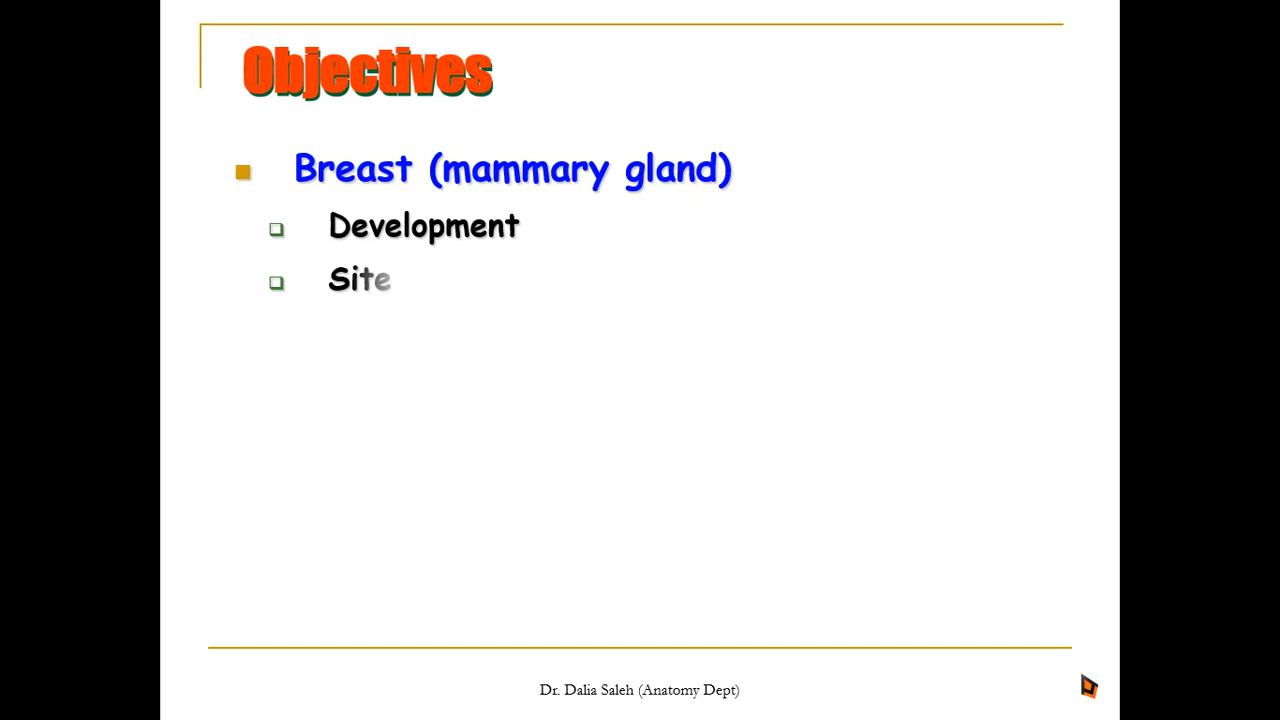 Objectives
Breast (mammary gland)
Development
Site
Dr. Dalia Saleh (Anatomy Dept)